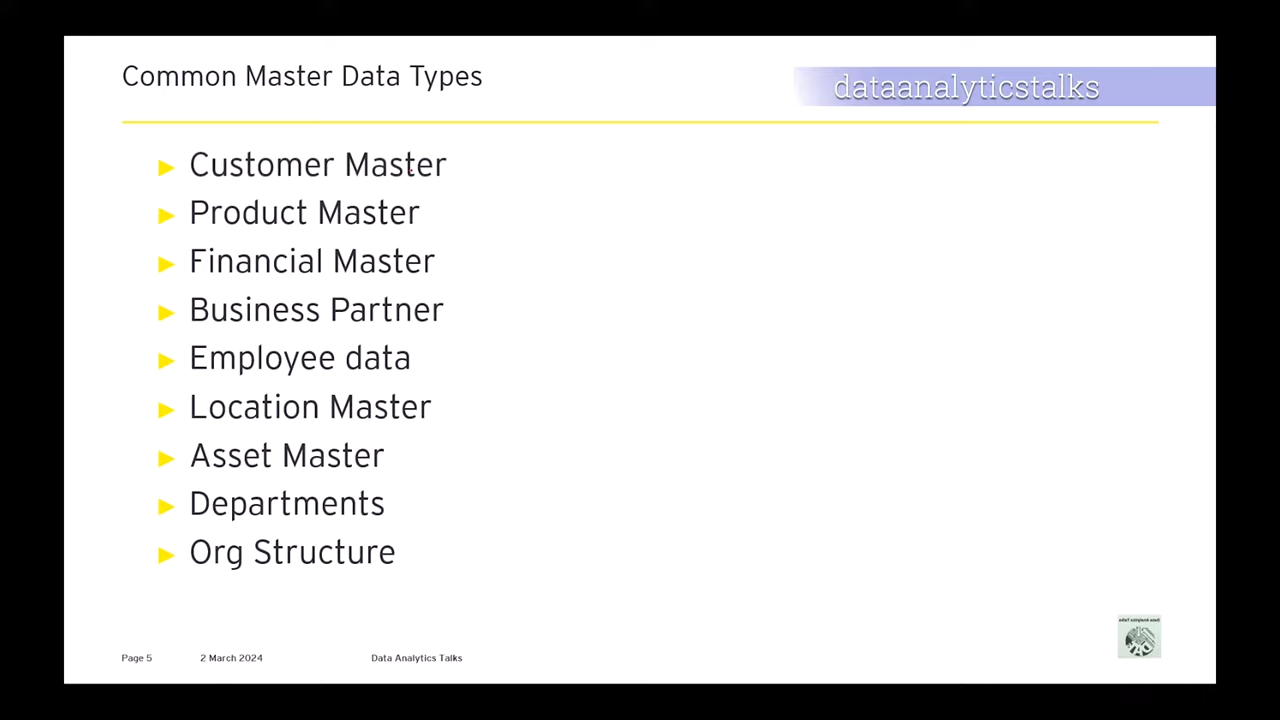 Common Master Data Types
dataanalyticstalks
Customer Master
Product Master
Financial Master
Business Partner
Employee data
Location Master
Asset Master
Departments
Org Structure
Page 5 2 March 2024 Data Analytics Talks